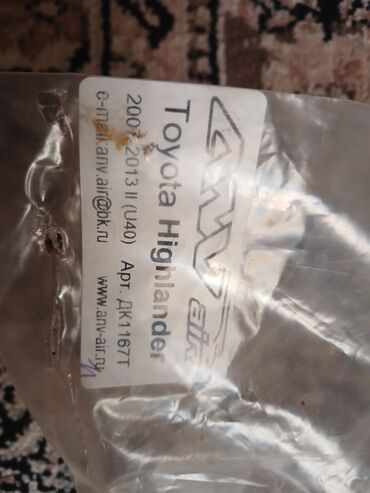 ANV air
Toyota Highlander
2007-2013 II (U40) Арт. ДК1167Т
e-mail:anv.air@bk.ru www.anv-air.ru